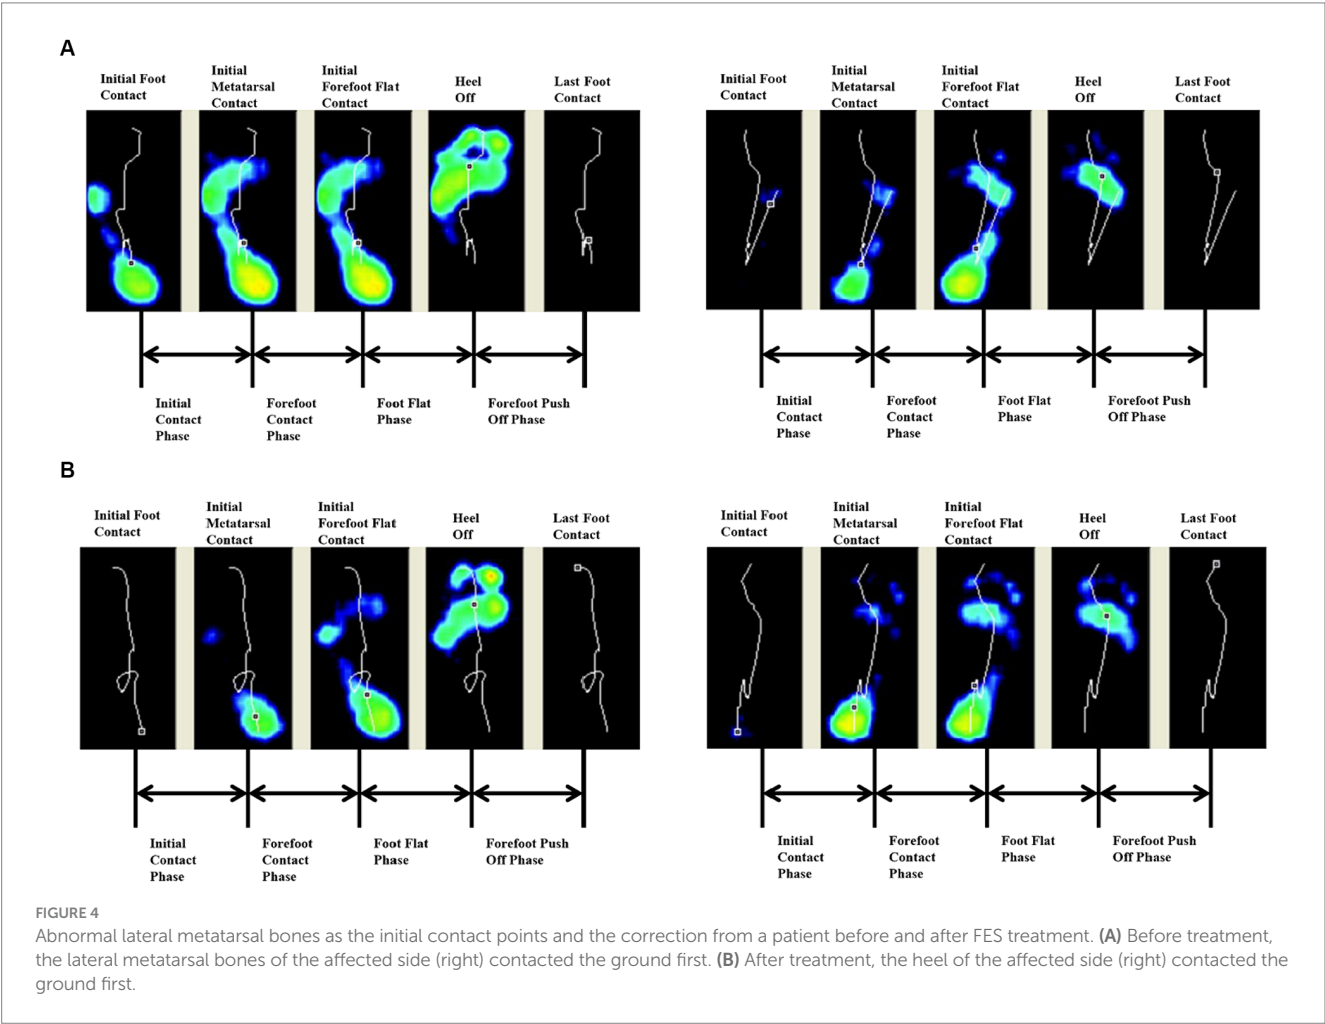 A
Initial Foot
Contact
Initial
Metatarsal
Contact
Initial
Forefoot Flat
Contact
Heel
Off
Last Foot
Contact
Initial Foot
Contact
Initial
Metatarsal
Contact
Initial
Forefoot Flat
Contact
Heel
Off
Last Foot
Contact
Initial
Contact
Phase
Forefoot
Contact
Phase
Foot Flat
Phase
Forefoot Push
Off Phase
Initial
Contact
Phase
Forefoot
Contact
Phase
Foot Flat
Phase
Forefoot Push
Off Phase
B
Initial Foot
Contact
Initial
Metatarsal
Contact
Initial
Forefoot Flat
Contact
Heel
Off
Last Foot
Contact
Initial Foot
Contact
Initial
Metatarsal
Contact
Initial
Forefoot Flat
Contact
Heel
Off
Last Foot
Contact
Initial
Contact
Phase
Forefoot
Contact
Phase
Foot Flat
Phase
Forefoot Push
Off Phase
Initial
Contact
Phase
Forefoot
Contact
Phase
Foot Flat
Phase
Forefoot Push
Off Phase
FIGURE 4
Abnormal lateral metatarsal bones as the initial contact points and the correction from a patient before and after FES treatment. (A) Before treatment,
the lateral metatarsal bones of the affected side (right) contacted the ground first. (B) After treatment, the heel of the affected side (right) contacted the
ground first.